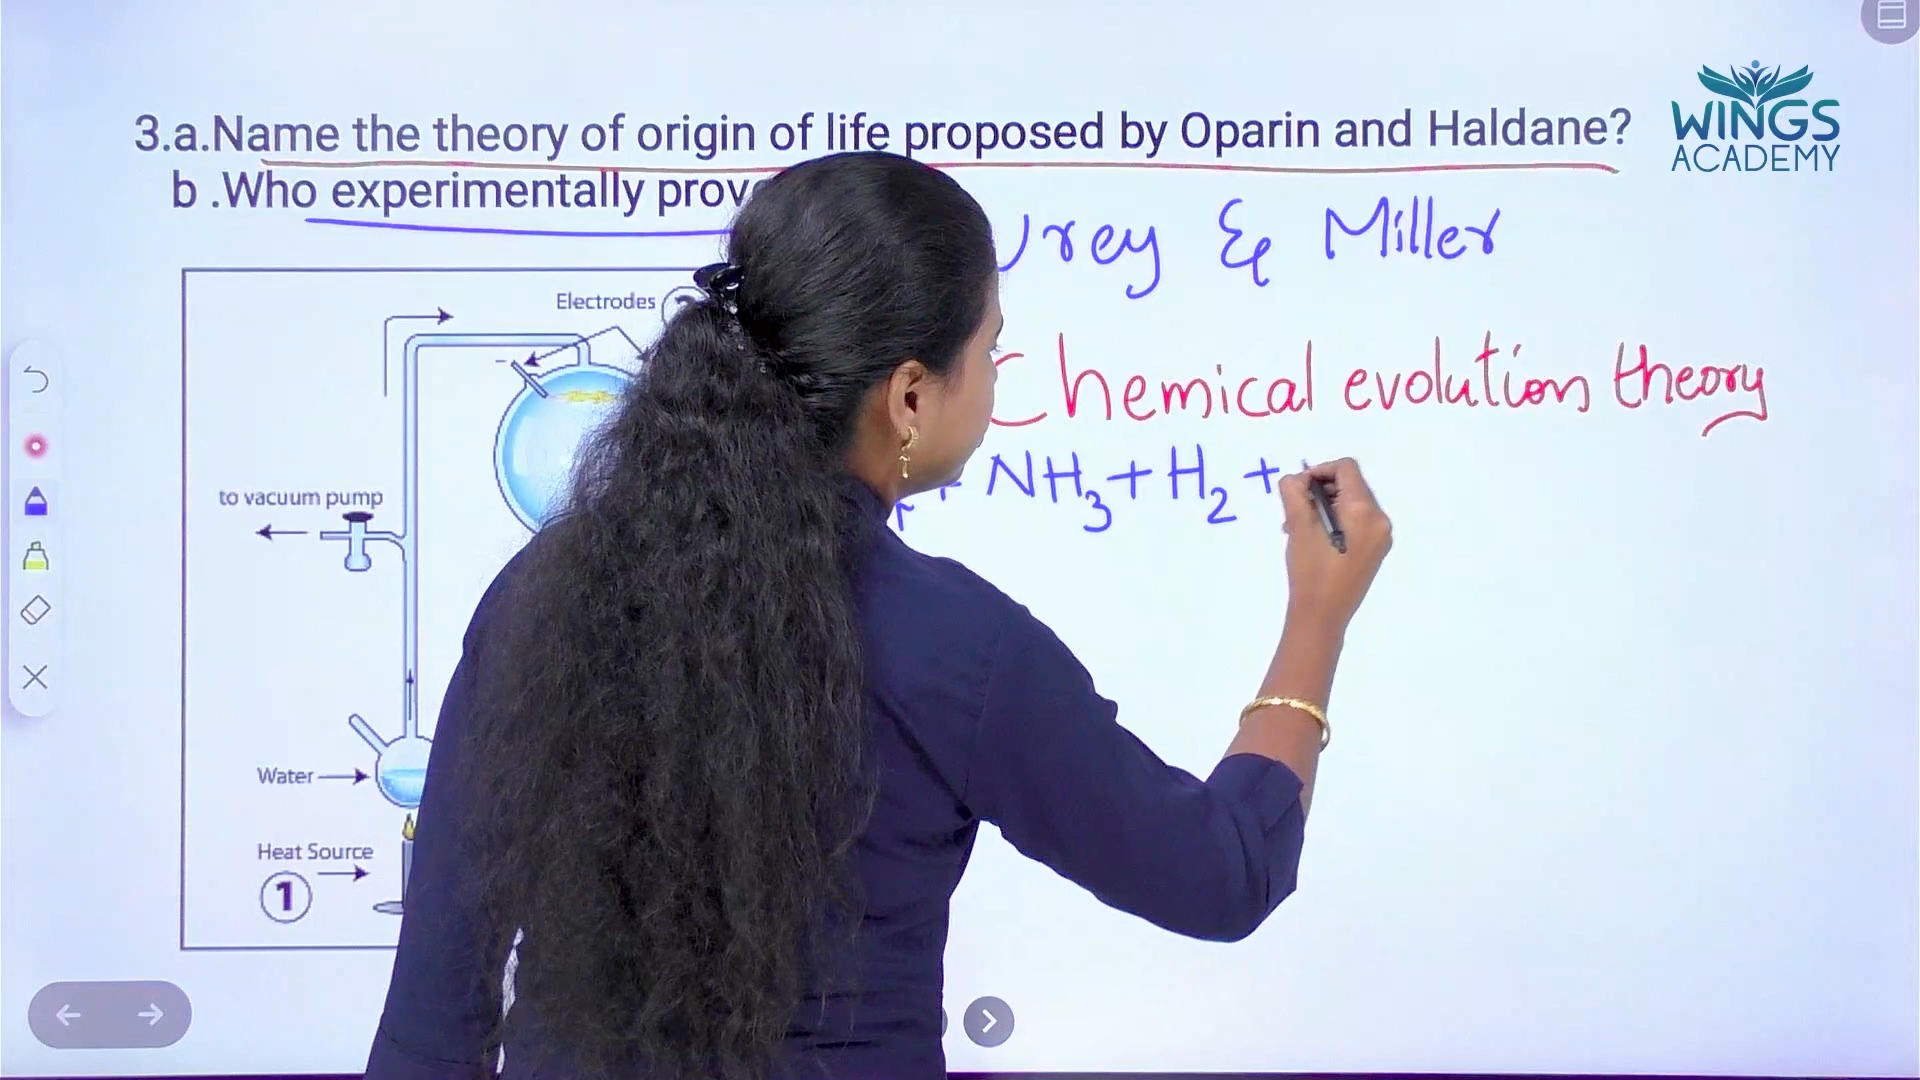 3.a.Name the theory of origin of life proposed by Oparin and Haldane?
WINGS
ACADEMY
b .Who experimentally prov
Urey & Miller
Electrodes
Chemical evolution theory
+ NH3 + H2 +
to vacuum pump
Water
Heat Source
1